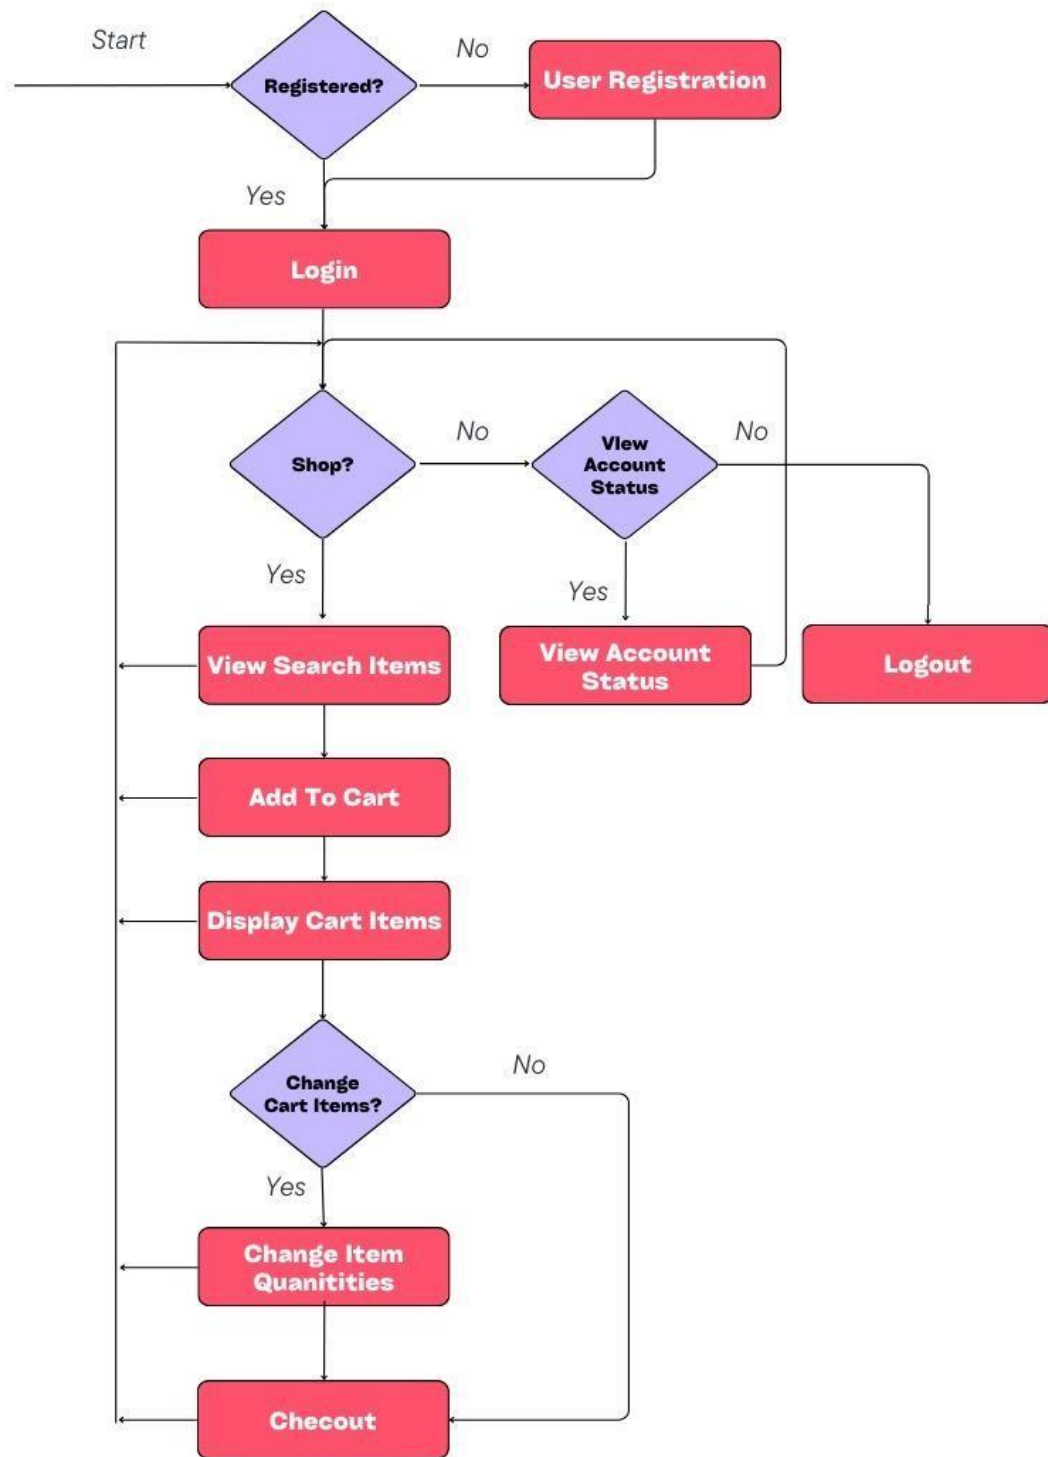 Start
Registered?
No
User Registration
Yes
Login
Shop?
No
VIew
Account
Status
No
Yes
Yes
View Search Items
View Account
Status
Logout
Add To Cart
Display Cart Items
Change
Cart Items?
No
Yes
Change Item
Quanitities
Checout